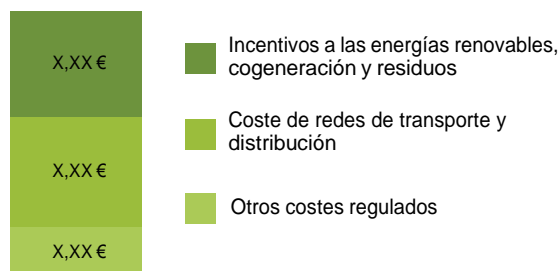 X,XX €
Incentivos a las energías renovables,
cogeneración y residuos
X,XX €
Coste de redes de transporte y
distribución
X,XX €
Otros costes regulados